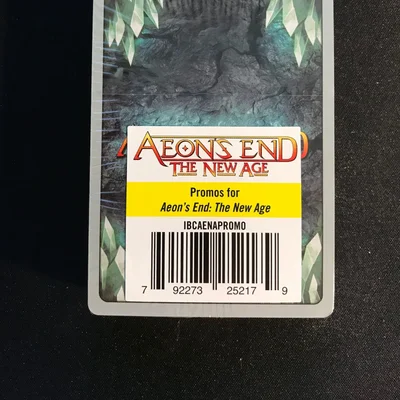 AEON'S END
THE NEW AGE
Promos for
Aeon's End: The New Age
IBCAENAPROMO
7 92273 25217 9